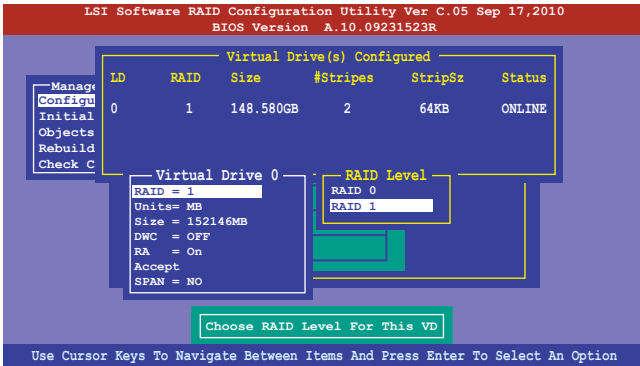 LSI Software RAID Configuration Utility Ver C.05 Sep 17,2010
BIOS Version A.10.09231523R
Virtual Drive(s) Configured
LD RAID Size #Stripes StripSz Status
0 1 148.580GB 2 64KB ONLINE
Manage
Configu
Initial
Objects
Rebuild
Check C
Virtual Drive 0
RAID = 1
Units= MB
Size = 152146MB
DWC = OFF
RA = On
Accept
SPAN = NO
RAID Level
RAID 0
RAID 1
Choose RAID Level For This VD
Use Cursor Keys To Navigate Between Items And Press Enter To Select An Option